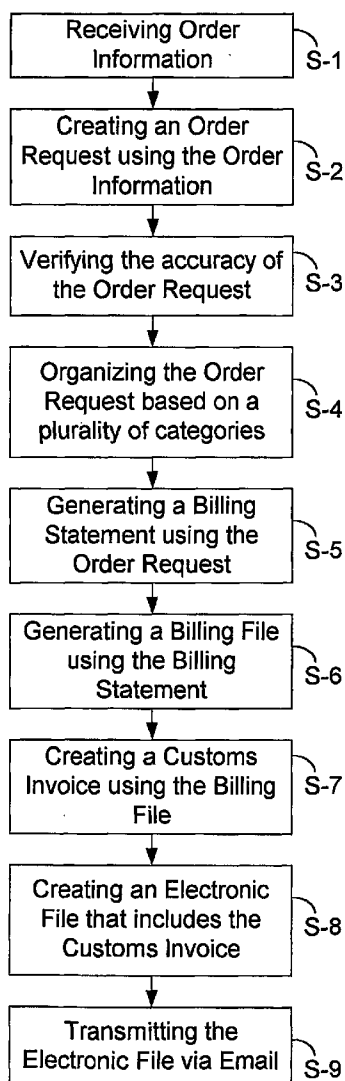 Receiving Order
Information
S-1
Creating an Order
Request using the Order
Information
S-2
Verifying the accuracy of
the Order Request
S-3
Organizing the Order
Request based on a
plurality of categories
S-4
Generating a Billing
Statement using the
Order Request
S-5
Generating a Billing File
using the Billing
Statement
S-6
Creating a Customs
Invoice using the Billing
File
S-7
Creating an Electronic
File that includes the
Customs Invoice
S-8
Transmitting the
Electronic File via Email
S-9